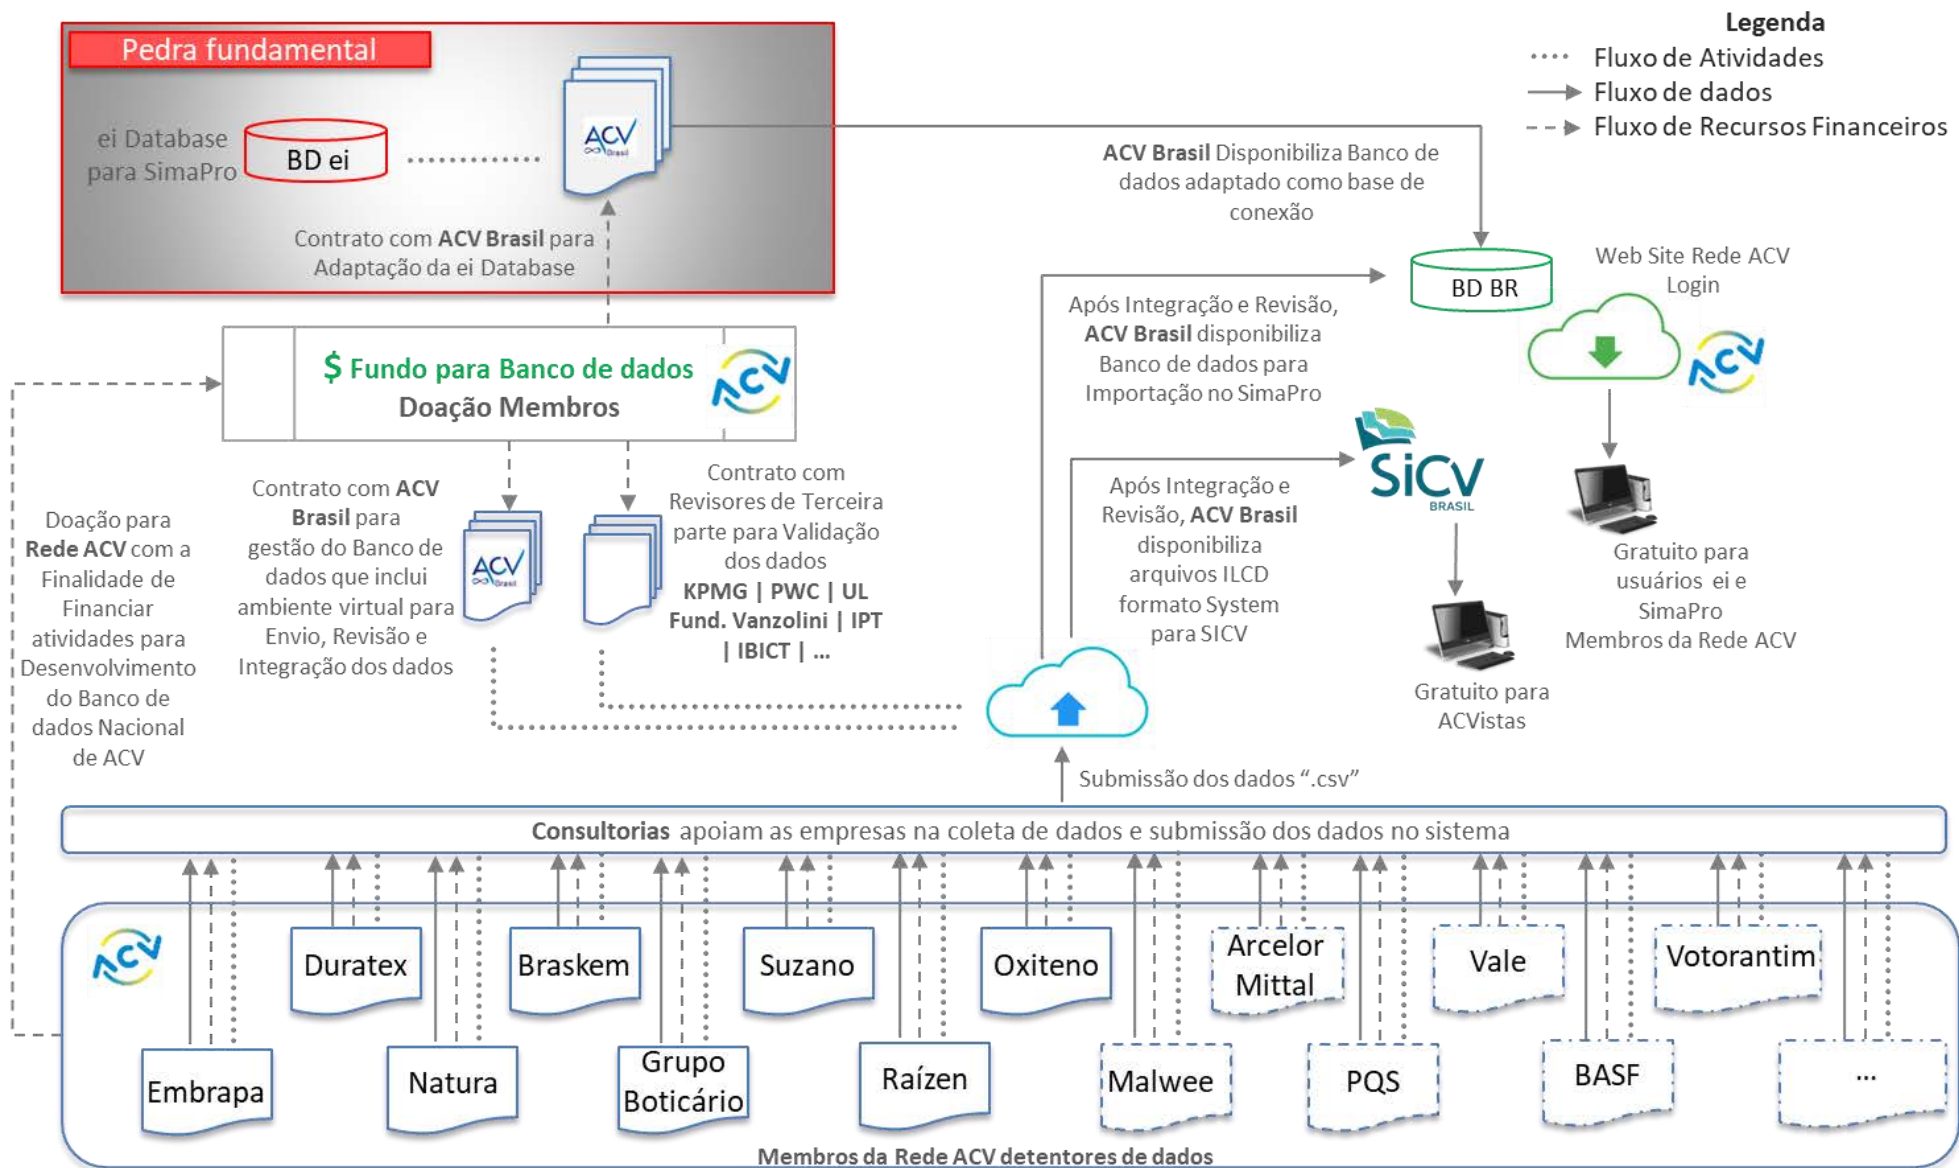 Pedra fundamental
ei Database
para SimaPro
BD ei
ACV
Brasil
Contrato com ACV Brasil para
Adaptação da ei Database
Legenda
Fluxo de Atividades
Fluxo de dados
Fluxo de Recursos Financeiros
ACV Brasil Disponibiliza Banco de
dados adaptado como base de
conexão
BD BR
Web Site Rede ACV
Login
ACV
$ Fundo para Banco de dados
Doação Membros
ACV
Após Integração e Revisão,
ACV Brasil disponibiliza
Banco de dados para
Importação no SimaPro
SiCV
BRASIL
Doação para
Rede ACV com a
Finalidade de
Financiar
atividades para
Desenvolvimento
do Banco de
dados Nacional
de ACV
Contrato com ACV
Brasil para
gestão do Banco de
dados que inclui
ambiente virtual para
Envio, Revisão e
Integração dos dados
ACV
Brasil
Contrato com
Revisores de Terceira
parte para Validação
dos dados
KPMG | PWC | UL
Fund. Vanzolini | IPT
| IBICT | ...
Após Integração e
Revisão, ACV Brasil
disponibiliza
arquivos ILCD
formato System
para SICV
Gratuito para
usuários ei e
SimaPro
Membros da Rede ACV
Gratuito para
ACVistas
Submissão dos dados “.csv”
Consultorias apoiam as empresas na coleta de dados e submissão dos dados no sistema
ACV
Duratex
Braskem
Suzano
Oxiteno
Arcelor
Mittal
Vale
Votorantim
Embrapa
Natura
Grupo
Boticário
Raízen
Malwee
PQS
BASF
...
Membros da Rede ACV detentores de dados